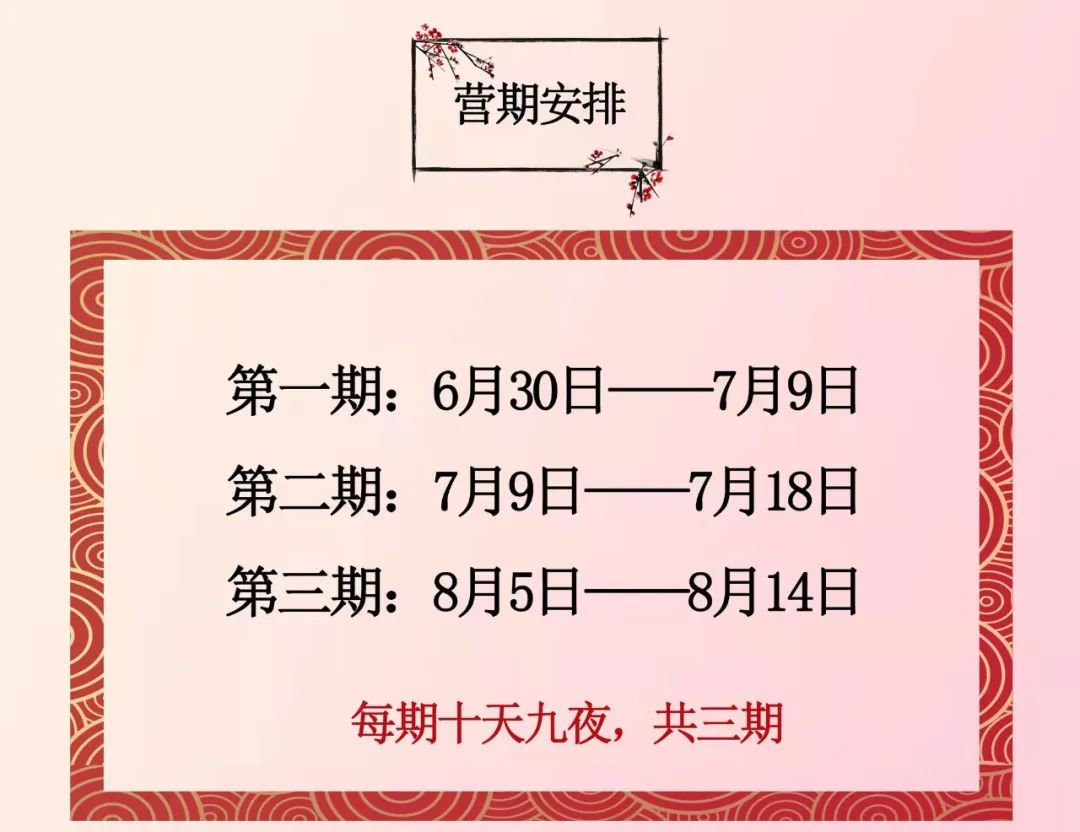 营期安排
第一期：6月30日——7月9日
第二期：7月9日——7月18日
第三期：8月5日——8月14日
每期十天九夜，共三期